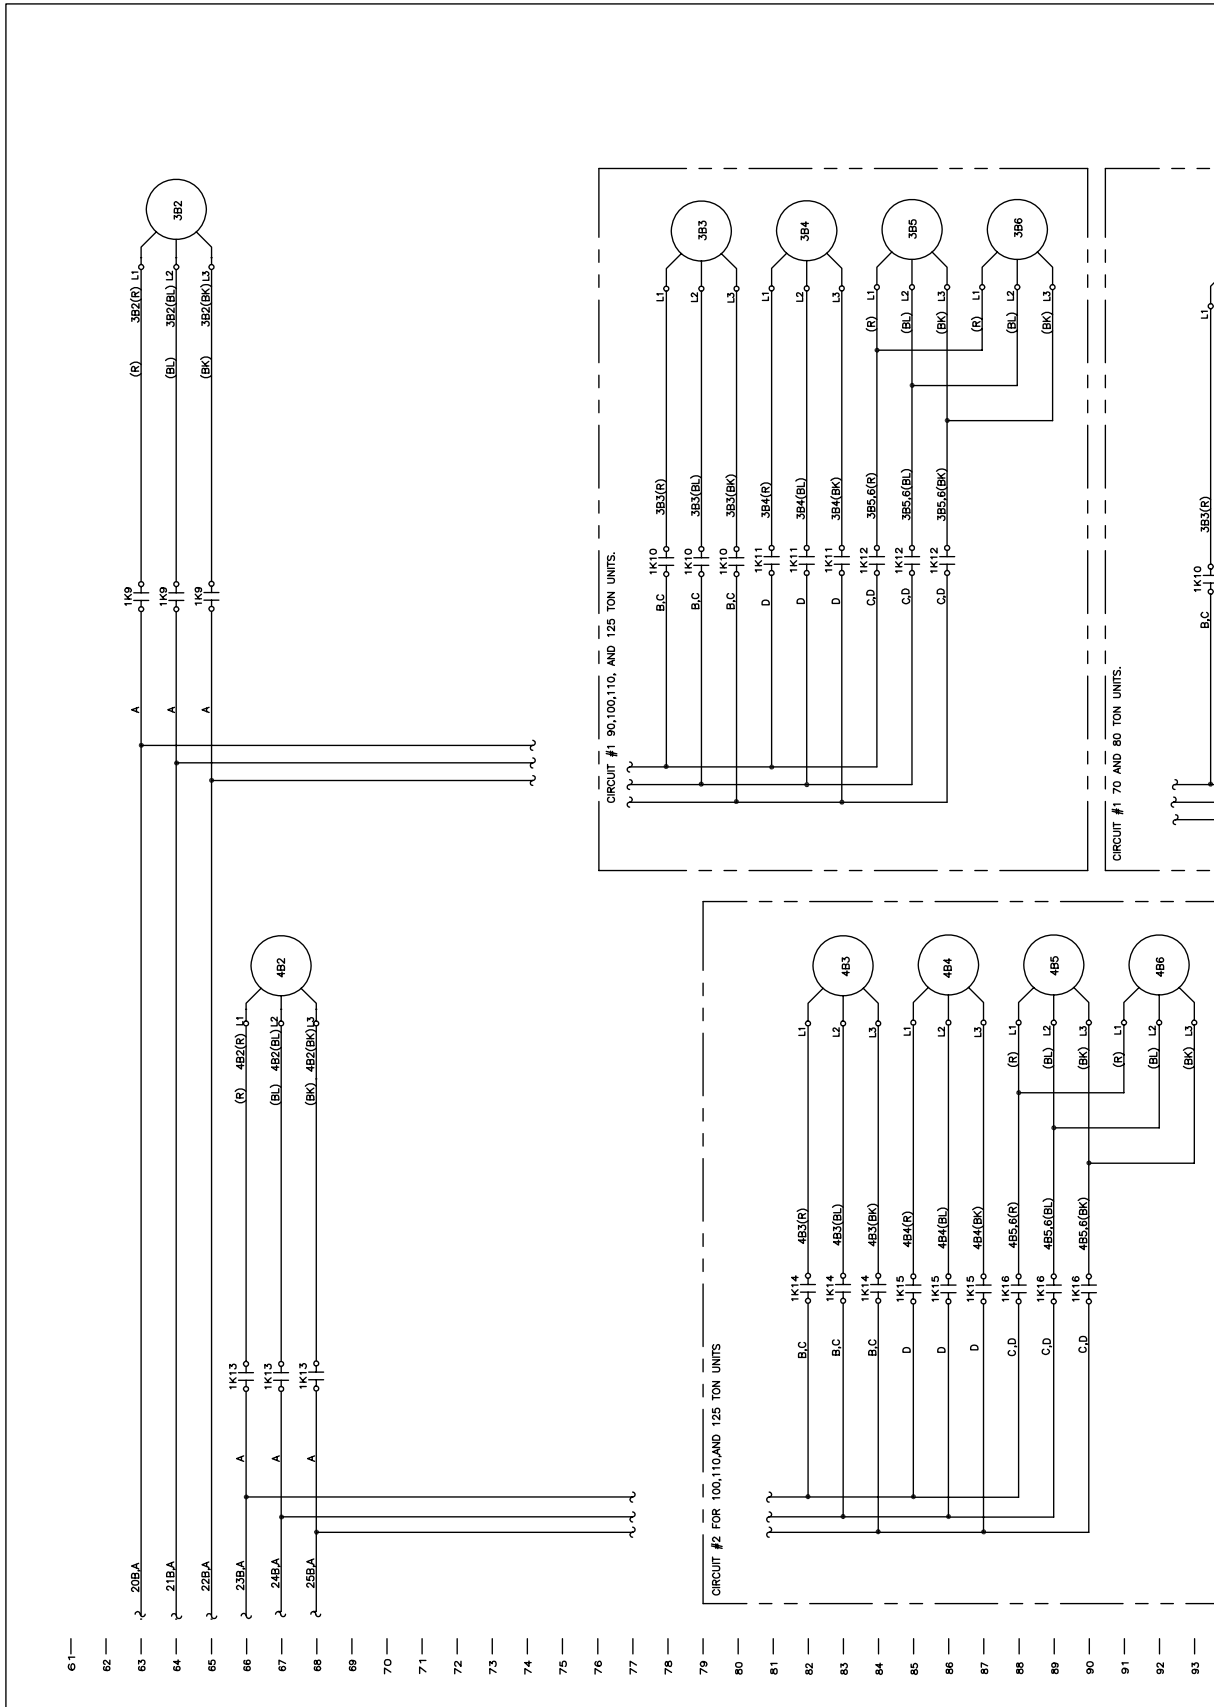 61
62
63
64
65
66
67
68
69
70
71
72
73
74
75
76
77
78
79
80
81
82
83
84
85
86
87
88
89
90
91
92
93
20B,A
A
1K9
(R)
3B2(R)
L1
21B,A
A
1K9
(BL)
3B2(BL)
L2
3B2
22B,A
A
1K9
(BK)
3B2(BK)
L3
23B,A
A
1K13
(R)
4B2(R)
L1
24B,A
A
1K13
(BL)
4B2(BL)
L2
4B2
25B,A
A
1K13
(BK)
4B2(BK)
L3
CIRCUIT #1 90,100,110, AND 125 TON UNITS.
B,C
1K10
3B3(R)
L1
B,C
1K10
3B3(BL)
L2
3B3
B,C
1K10
3B3(BK)
L3
D
1K11
3B4(R)
L1
D
1K11
3B4(BL)
L2
3B4
D
1K11
3B4(BK)
L3
C,D
1K12
3B5,6(R)
(R)
L1
C,D
1K12
3B5,6(BL)
(BL)
L2
3B5
C,D
1K12
3B5,6(BK)
(BK)
L3
(R)
L1
(BL)
L2
3B6
(BK)
L3
CIRCUIT #1 70 AND 80 TON UNITS.
B,C
1K10
3B3(R)
L1
CIRCUIT #2 FOR 100,110,AND 125 TON UNITS
B,C
1K14
4B3(R)
L1
B,C
1K14
4B3(BL)
L2
4B3
B,C
1K14
4B3(BK)
L3
D
1K15
4B4(R)
L1
D
1K15
4B4(BL)
L2
4B4
D
1K15
4B4(BK)
L3
C,D
1K16
4B5,6(R)
(R)
L1
C,D
1K16
4B5,6(BL)
(BL)
L2
4B5
C,D
1K16
4B5,6(BK)
(BK)
L3
(R)
L1
(BL)
L2
4B6
(BK)
L3